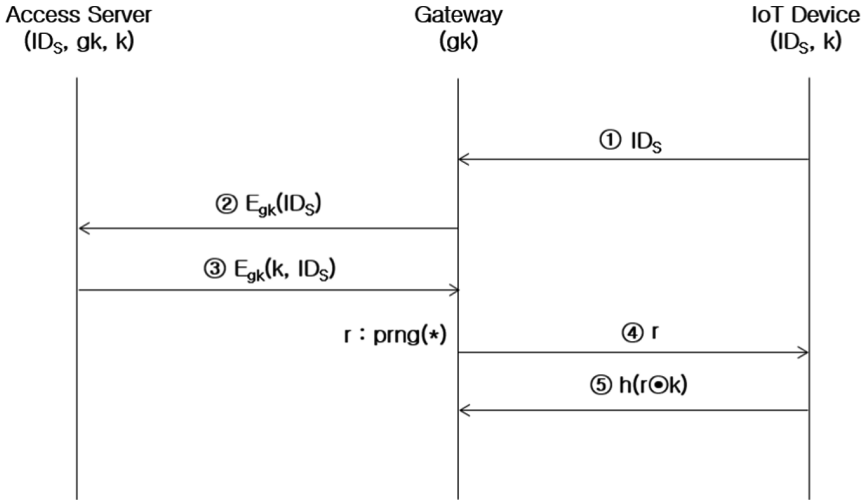 Access Server
(IDS, gk, k)
Gateway
(gk)
IoT Device
(IDS, k)
① IDS
② Egk(IDS)
③ Egk(k, IDS)
r : prng(*)
④ r
⑤ h(r⦿k)